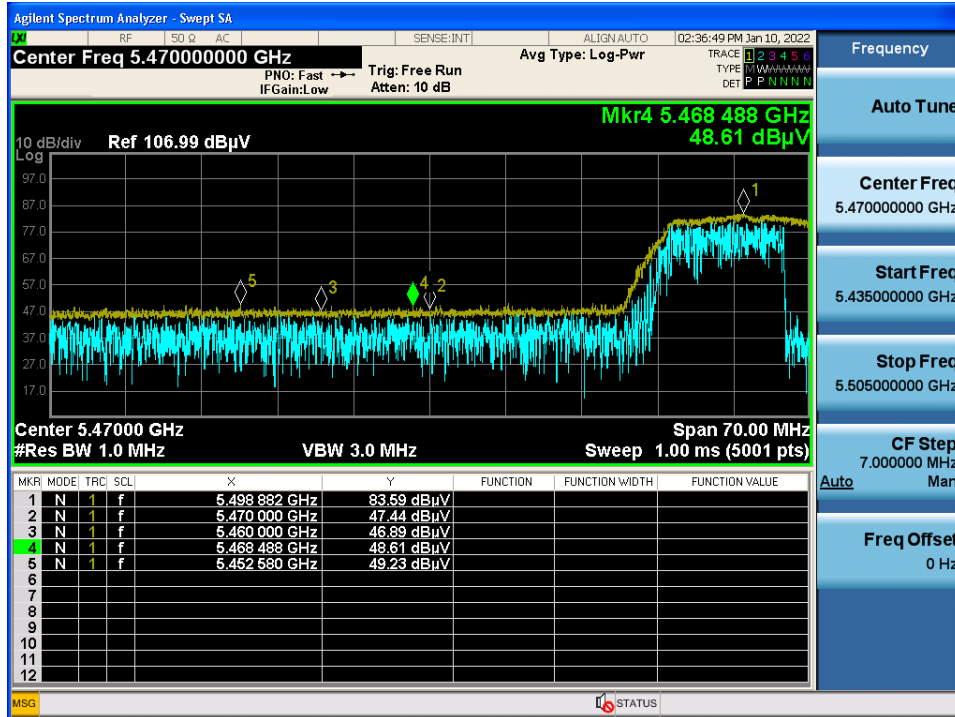 Agilent Spectrum Analyzer - Swept SA
LXI RF 50 Ω AC SENSE:INT ALIGN AUTO 02:36:49 PM Jan 10, 2022
Center Freq 5.470000000 GHz
PNO: Fast
IFGain:Low
Trig: Free Run
Atten: 10 dB
Avg Type: Log-Pwr
TRACE 1 2 3 4 5 6
TYPE M W W W W W
DET P P N N N N
Mkr4 5.468 488 GHz
48.61 dBµV
10 dB/div Ref 106.99 dBµV
Log
97.0
87.0
77.0
67.0
57.0
47.0
37.0
27.0
17.0
1
5
3
4
2
Center 5.47000 GHz Span 70.00 MHz
#Res BW 1.0 MHz VBW 3.0 MHz Sweep 1.00 ms (5001 pts)
MKR MODE TRC SCL X Y FUNCTION FUNCTION WIDTH FUNCTION VALUE
1 N 1 f 5.498 882 GHz 83.59 dBµV
2 N 1 f 5.470 000 GHz 47.44 dBµV
3 N 1 f 5.460 000 GHz 46.89 dBµV
4 N 1 f 5.468 488 GHz 48.61 dBµV
5 N 1 f 5.452 580 GHz 49.23 dBµV
6
7
8
9
10
11
12
MSG STATUS
Frequency
Auto Tune
Center Freq
5.470000000 GHz
Start Freq
5.435000000 GHz
Stop Freq
5.505000000 GHz
CF Step
7.000000 MHz
Auto Man
Freq Offset
0 Hz